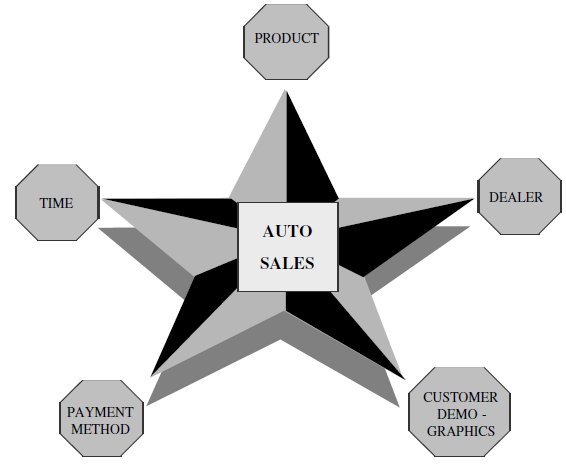 PRODUCT
TIME
DEALER
AUTO
SALES
PAYMENT
METHOD
CUSTOMER
DEMO -
GRAPHICS